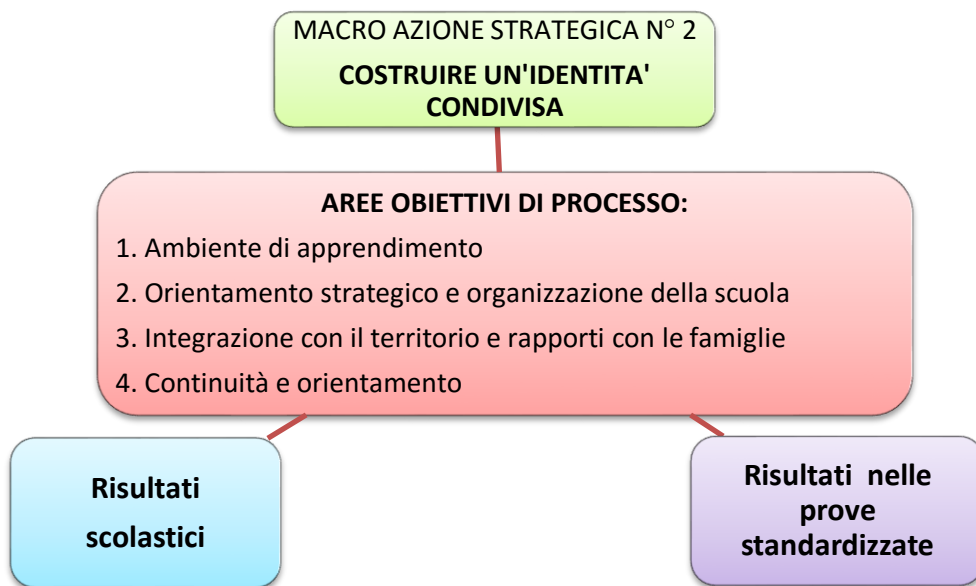 MACRO AZIONE STRATEGICA N° 2
COSTRUIRE UN'IDENTITA'
CONDIVISA
AREE OBIETTIVI DI PROCESSO:
1. Ambiente di apprendimento
2. Orientamento strategico e organizzazione della scuola
3. Integrazione con il territorio e rapporti con le famiglie
4. Continuità e orientamento
Risultati
scolastici
Risultati nelle
prove
standardizzate